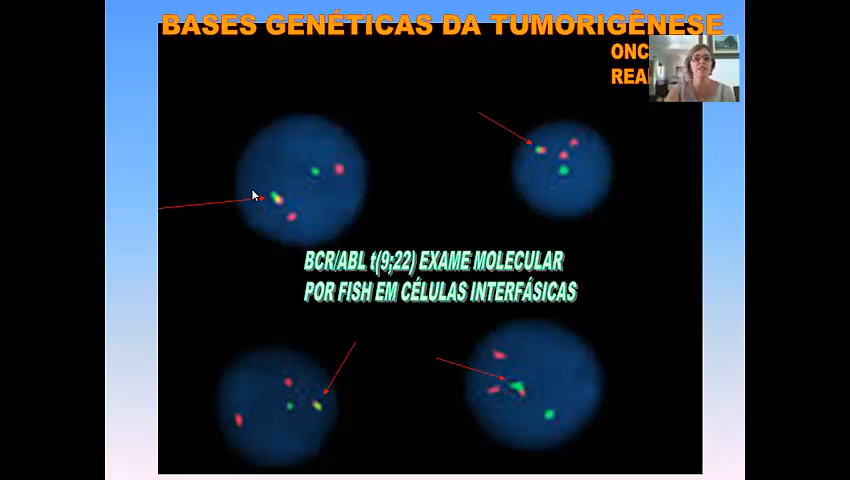 BASES GENÉTICAS DA TUMORIGÊNESE
BCR/ABL t(9;22) EXAME MOLECULAR
POR FISH EM CÉLULAS INTERFÁSICAS